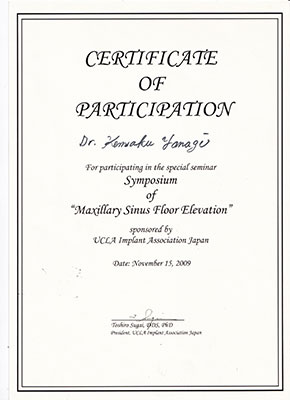 CERTIFICATE
OF
PARTICIPATION
Dr. Kensaku Yanagi
For participating in the special seminar
Symposium
of
“Maxillary Sinus Floor Elevation”
sponsored by
UCLA Implant Association Japan
Date: November 15, 2009
Toshiro Sugai, DDS, PhD
President, UCLA Implant Association Japan